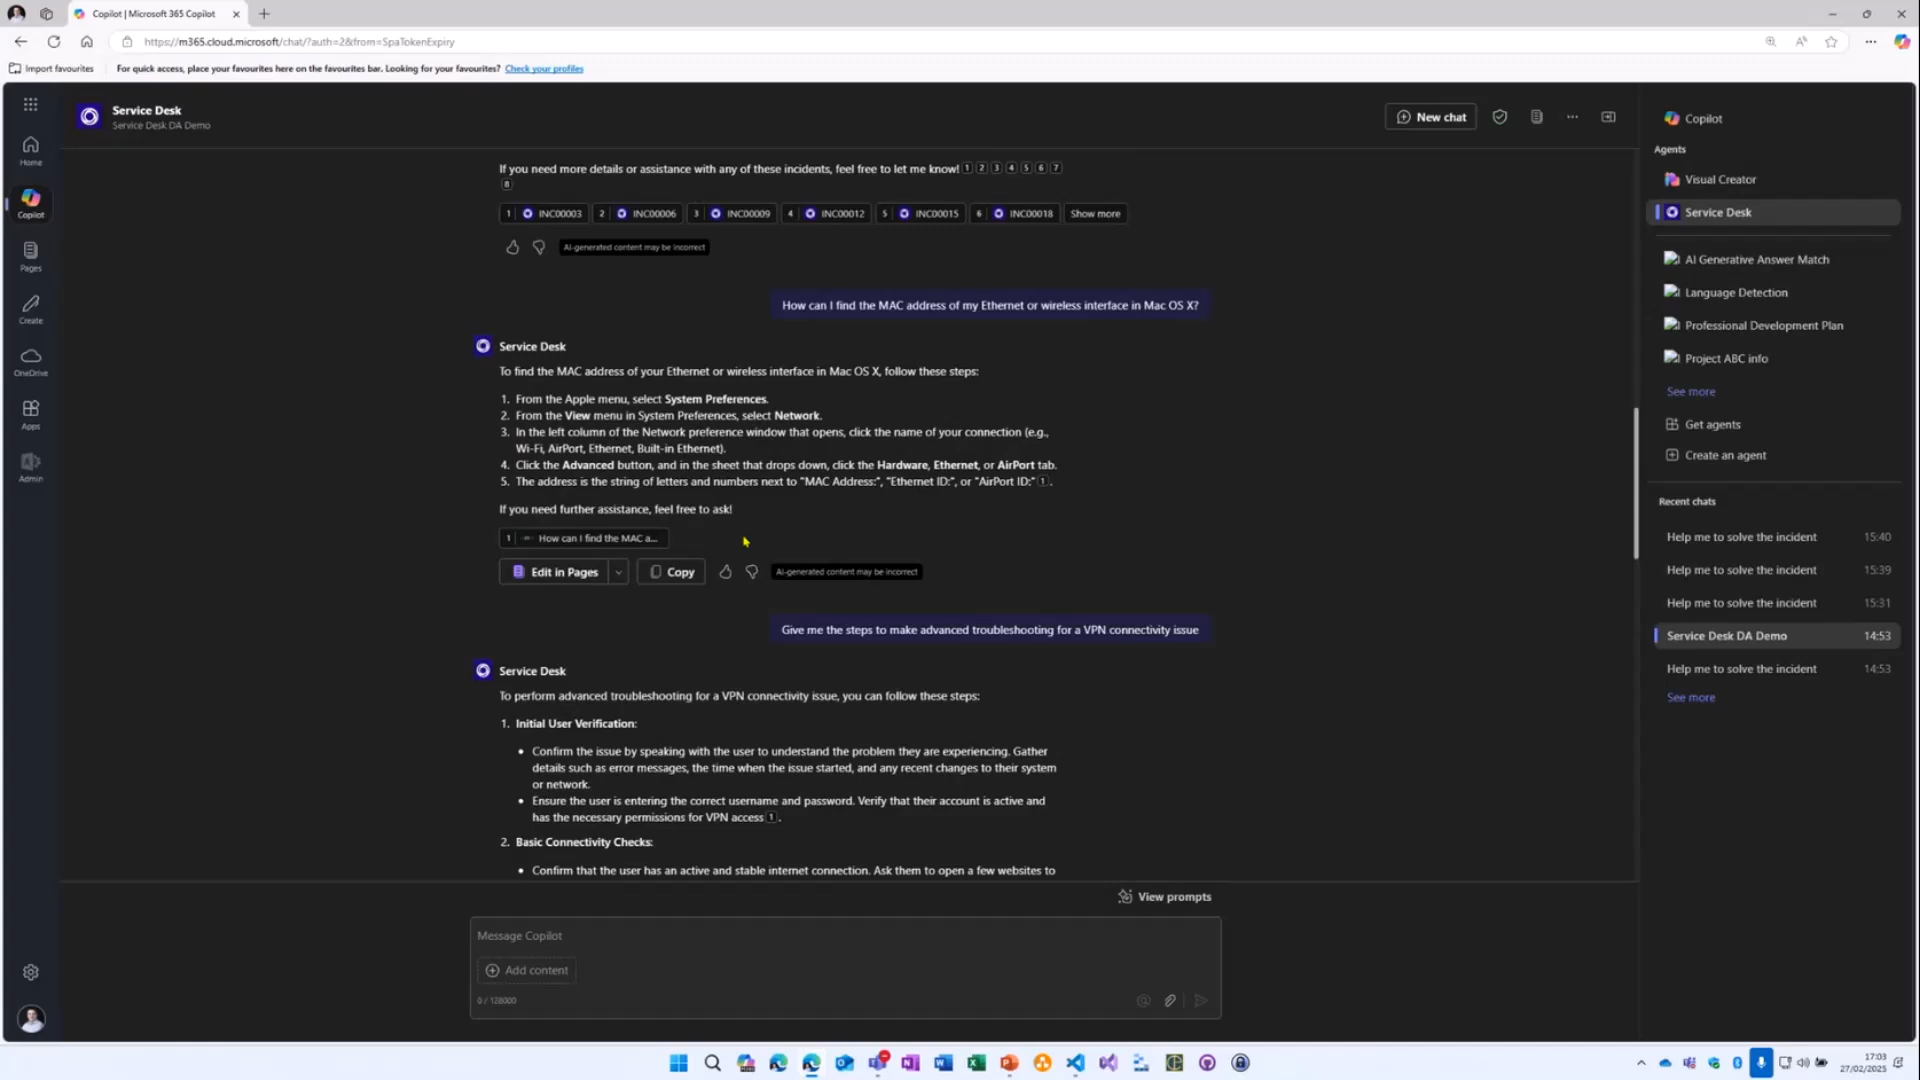 Copilot | Microsoft 365 Copilot
https://m365.cloud.microsoft/chat/?auth=2&from=SpaTokenExpiry
Import favourites
For quick access, place your favourites here on the favourites bar. Looking for your favourites? Check your profiles
Service Desk
Service Desk DA Demo
New chat
Home
Copilot
Pages
Create
OneDrive
Apps
Admin
If you need more details or assistance with any of these incidents, feel free to let me know! 1 2 3 4 5 6 7
8
1 INC00003 2 INC00006 3 INC00009 4 INC00012 5 INC00015 6 INC00018 Show more
AI-generated content may be incorrect
How can I find the MAC address of my Ethernet or wireless interface in Mac OS X?
Service Desk
To find the MAC address of your Ethernet or wireless interface in Mac OS X, follow these steps:
1. From the Apple menu, select System Preferences.
2. From the View menu in System Preferences, select Network.
3. In the left column of the Network preference window that opens, click the name of your connection (e.g.,
Wi-Fi, AirPort, Ethernet, Built-in Ethernet).
4. Click the Advanced button, and in the sheet that drops down, click the Hardware, Ethernet, or AirPort tab.
5. The address is the string of letters and numbers next to "MAC Address:", "Ethernet ID:", or "AirPort ID:" 1.
If you need further assistance, feel free to ask!
1 How can I find the MAC a...
Edit in Pages
Copy
AI-generated content may be incorrect
Give me the steps to make advanced troubleshooting for a VPN connectivity issue
Service Desk
To perform advanced troubleshooting for a VPN connectivity issue, you can follow these steps:
1. Initial User Verification:
• Confirm the issue by speaking with the user to understand the problem they are experiencing. Gather
details such as error messages, the time when the issue started, and any recent changes to their system
or network.
• Ensure the user is entering the correct username and password. Verify that their account is active and
has the necessary permissions for VPN access 1.
2. Basic Connectivity Checks:
• Confirm that the user has an active and stable internet connection. Ask them to open a few websites to
View prompts
Message Copilot
Add content
0 / 128000
Copilot
Agents
Visual Creator
Service Desk
AI Generative Answer Match
Language Detection
Professional Development Plan
Project ABC info
See more
Get agents
Create an agent
Recent chats
Help me to solve the incident 15:40
Help me to solve the incident 15:39
Help me to solve the incident 15:31
Service Desk DA Demo 14:53
Help me to solve the incident 14:53
See more
17:03
27/02/2025